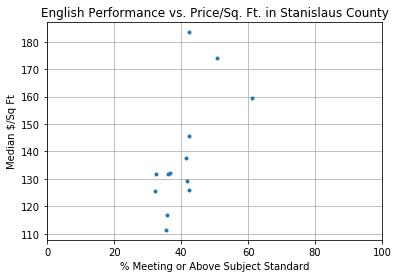 English Performance vs. Price/Sq. Ft. in Stanislaus County
Median $/Sq Ft
180
170
160
150
140
130
120
110
0 20 40 60 80 100
% Meeting or Above Subject Standard